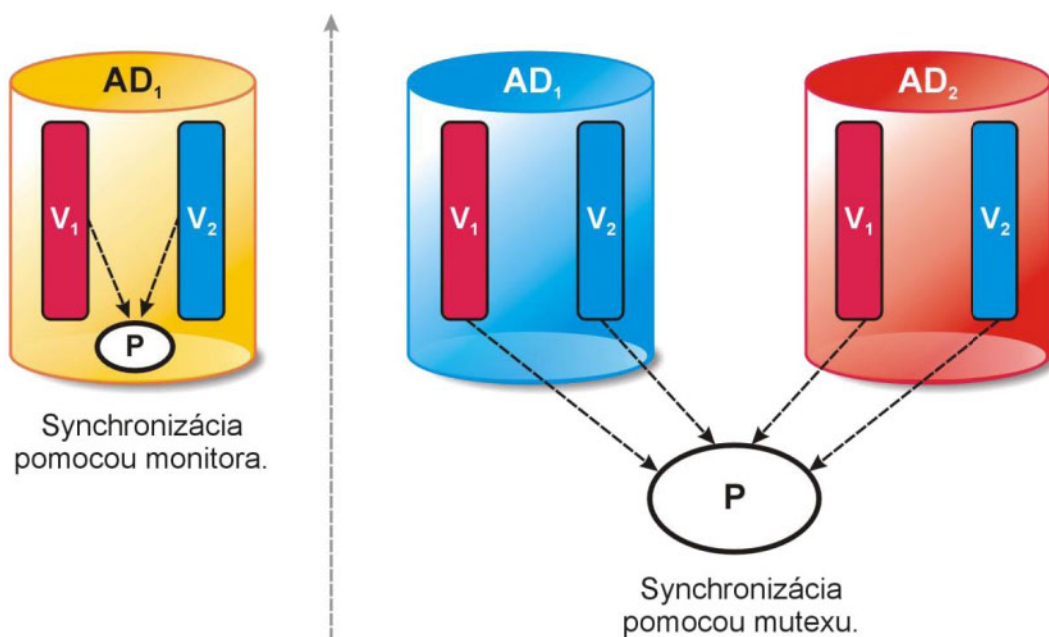 AD₁
V₁
V₂
P
Synchronizácia
pomocou monitora.
AD₁
V₁
V₂
AD₂
V₁
V₂
P
Synchronizácia
pomocou mutexu.